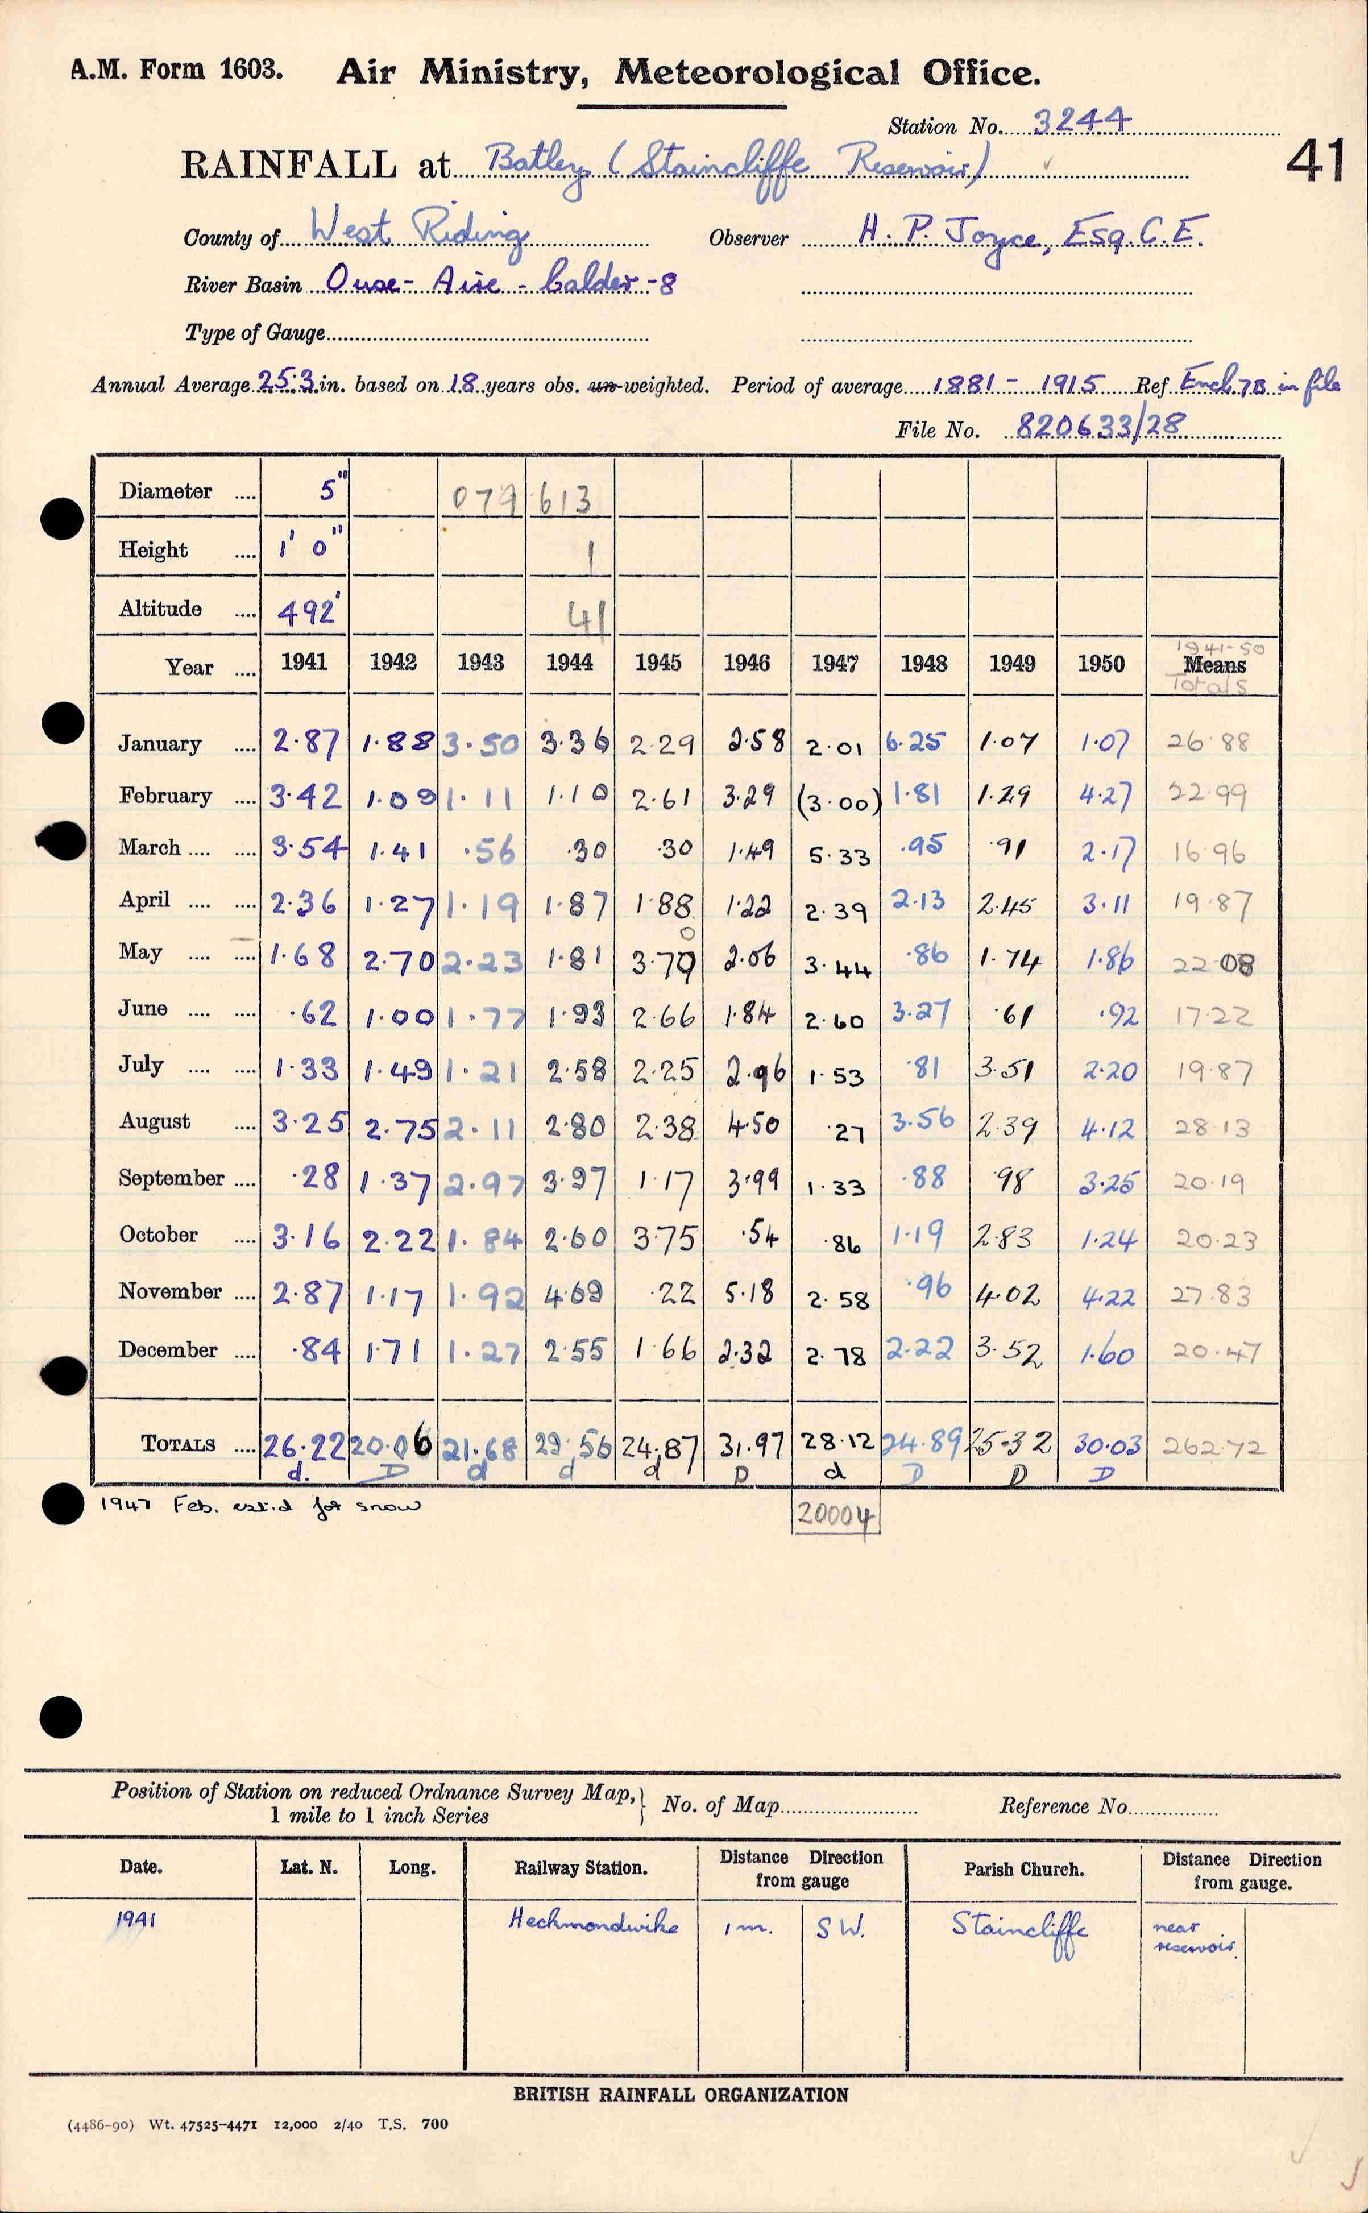 A.M. Form 1603. Air Ministry, Meteorological Office.
Station No. 3244
RAINFALL at Batley (Staincliffe Reservoir) 41
County of West Riding Observer H. P. Joyce, Esq. C.E.
River Basin Ouse - Aire - Calder - 8
Type of Gauge
Annual Average 25.3 in. based on 18 years obs. un-weighted. Period of average 1881 - 1915 Ref Encl. 7B in file
File No. 820633/28
Diameter .... 5" 079 613
Height .... 1' 0" 1
Altitude .... 492' 41
1941-50
Year .... 1941 1942 1943 1944 1945 1946 1947 1948 1949 1950 Means
Totals
January .... 2.87 1.88 3.50 3.36 2.29 2.58 2.01 6.25 1.07 1.07 26.88
February .... 3.42 1.09 1.11 1.10 2.61 3.29 (3.00) 1.81 1.29 4.27 22.99
March .... .... 3.54 1.41 .56 .30 .30 1.49 5.33 .95 .91 2.17 16.96
April .... .... 2.36 1.27 1.19 1.87 1.88 1.22 2.39 2.13 2.45 3.11 19.87
May .... .... 1.68 2.70 2.23 1.81 3.70 2.06 3.44 .86 1.74 1.86 22.08
June .... .... .62 1.00 1.77 1.93 2.66 1.84 2.60 3.27 .61 .92 17.22
July .... .... 1.33 1.49 1.21 2.58 2.25 2.96 1.53 .81 3.51 2.20 19.87
August .... 3.25 2.75 2.11 2.80 2.38 4.50 .27 3.56 2.39 4.12 28.13
September .... .28 1.37 2.97 3.97 1.17 3.99 1.33 .88 .98 3.25 20.19
October .... 3.16 2.22 1.84 2.60 3.75 .54 .86 1.19 2.83 1.24 20.23
November .... 2.87 1.17 1.92 4.69 .22 5.18 2.58 .96 4.02 4.22 27.83
December .... .84 1.71 1.27 2.55 1.66 2.32 2.78 2.22 3.52 1.60 20.47
TOTALS .... 26.22 20.06 21.68 29.56 24.87 31.97 28.12 24.89 25.32 30.03 262.72
d. D d d d D d D D D
1947 Feb. est.d for snow 20004
Position of Station on reduced Ordnance Survey Map,
1 mile to 1 inch Series } No. of Map Reference No.
Date. Lat. N. Long. Railway Station. Distance Direction from gauge Parish Church. Distance Direction from gauge.
1941 Heckmondwike 1 m. SW. Staincliffe near reservoir.
BRITISH RAINFALL ORGANIZATION
(4486-90) Wt. 47525-4471 12,000 2/40 T.S. 700